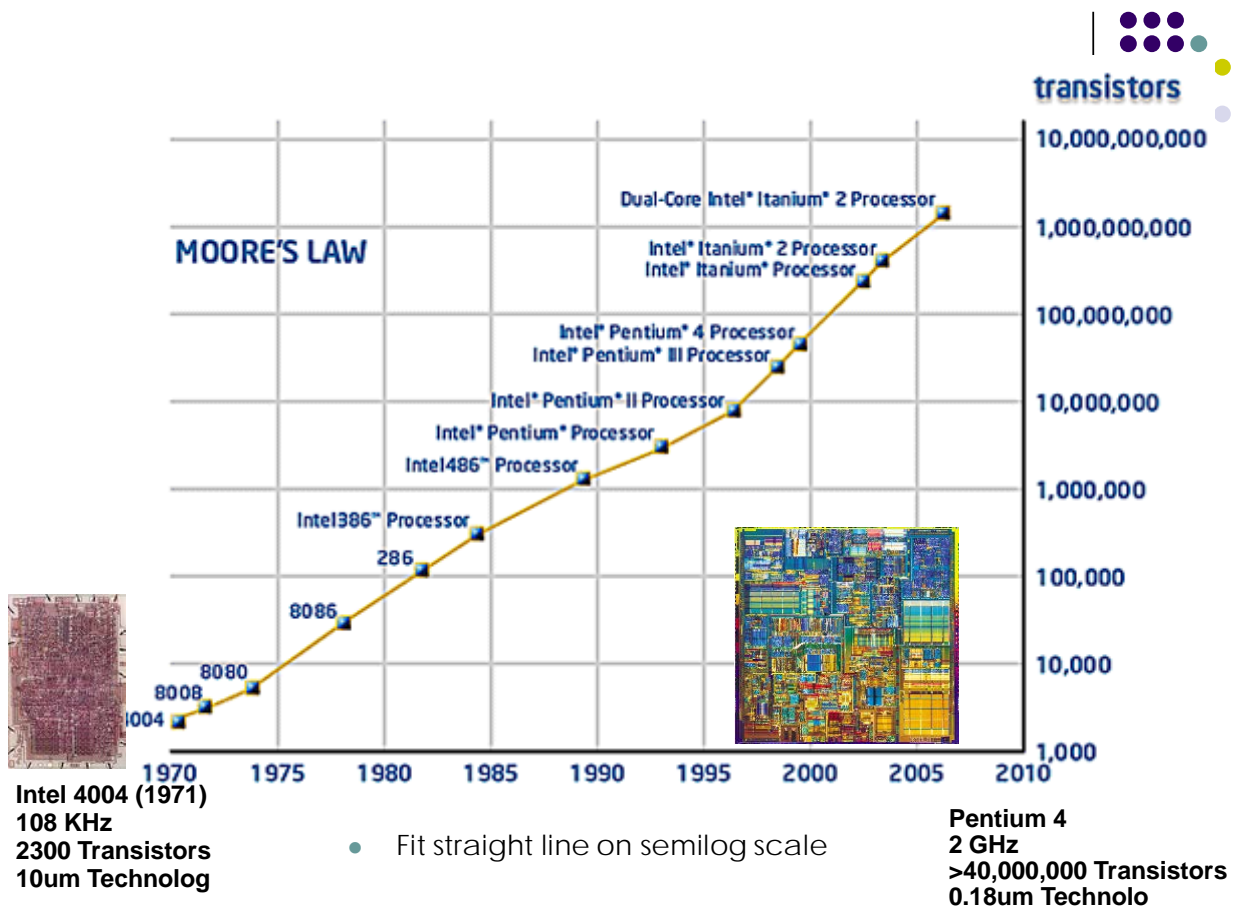 transistors
10,000,000,000
Dual-Core Intel® Itanium® 2 Processor
1,000,000,000
MOORE'S LAW
Intel® Itanium® 2 Processor
Intel® Itanium® Processor
100,000,000
Intel® Pentium® 4 Processor
Intel® Pentium® III Processor
10,000,000
Intel® Pentium® II Processor
Intel® Pentium® Processor
Intel486™ Processor
1,000,000
Intel386™ Processor
286
100,000
8086
10,000
8080
8008
4004
1,000
1970 1975 1980 1985 1990 1995 2000 2005 2010
Intel 4004 (1971)
108 KHz
2300 Transistors
10um Technolog
• Fit straight line on semilog scale
Pentium 4
2 GHz
>40,000,000 Transistors
0.18um Technolo